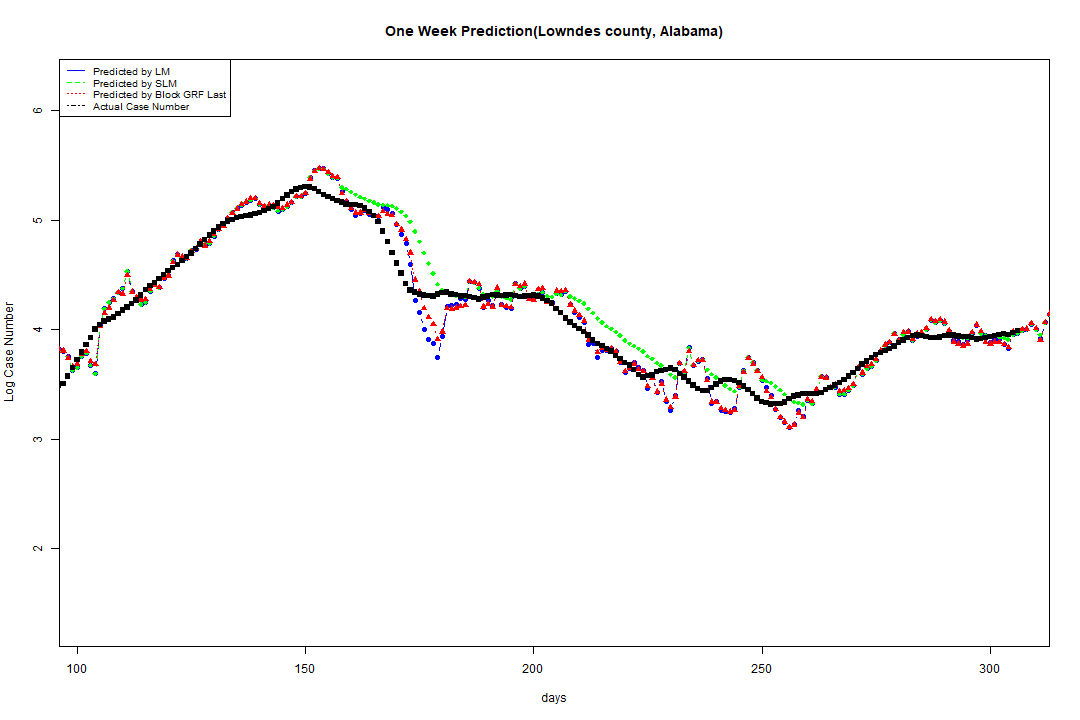 One Week Prediction(Lowndes county, Alabama)
Predicted by LM
Predicted by SLM
Predicted by Block GRF Last
Actual Case Number
6
5
4
3
2
Log Case Number
100 150 200 250 300
days